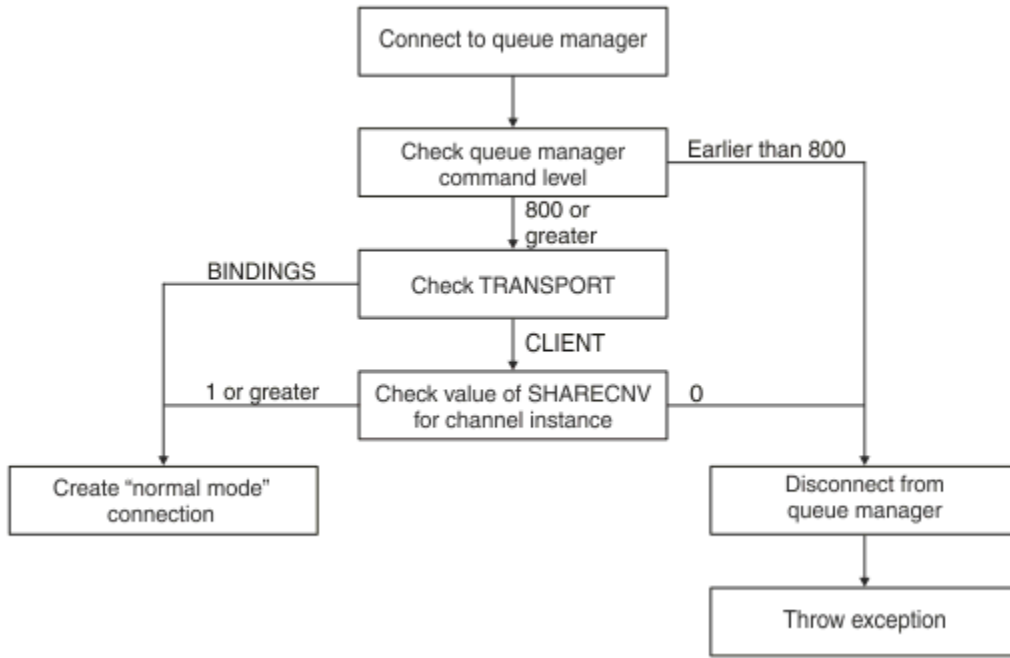 Connect to queue manager
Check queue manager
command level
Earlier than 800
800 or
greater
BINDINGS
Check TRANSPORT
CLIENT
1 or greater
Check value of SHARECNV
for channel instance
0
Create “normal mode”
connection
Disconnect from
queue manager
Throw exception